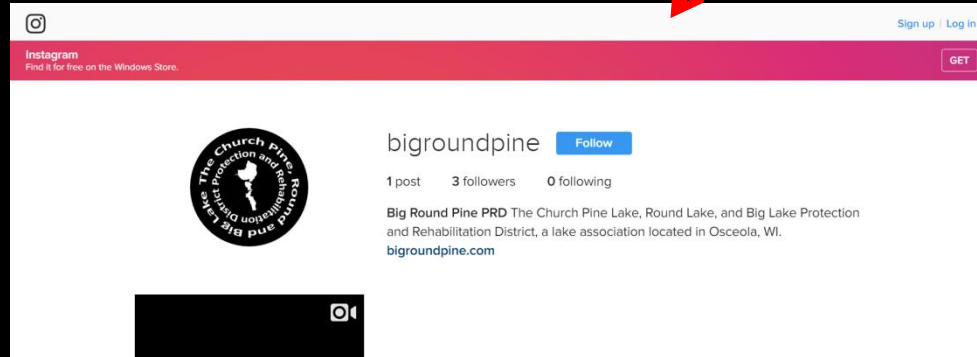 Sign up | Log in
Instagram
Find it for free on the Windows Store.
GET
The Church Pine, Round
and Big Lake
Protection and Rehabilitation
District
bigroundpine Follow
1 post 3 followers 0 following
Big Round Pine PRD The Church Pine Lake, Round Lake, and Big Lake Protection
and Rehabilitation District, a lake association located in Osceola, WI.
bigroundpine.com